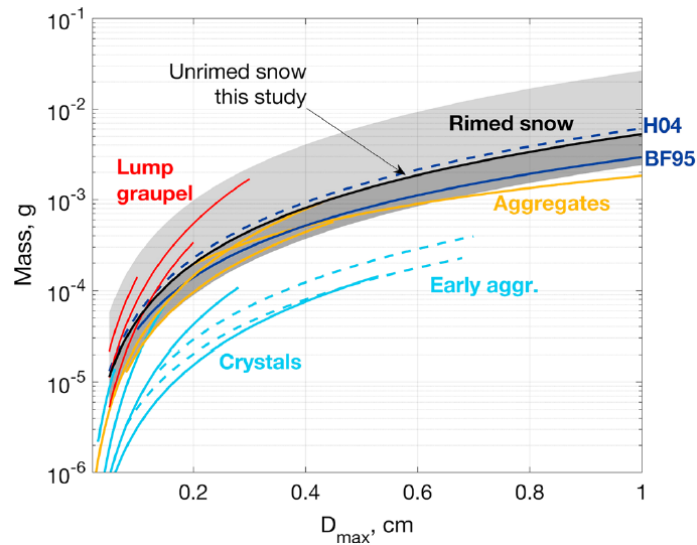 10⁻¹
10⁻²
10⁻³
10⁻⁴
10⁻⁵
10⁻⁶
Mass, g
Unrimed snow
this study
Rimed snow
H04
BF95
Lump
graupel
Aggregates
Early aggr.
Crystals
0.2 0.4 0.6 0.8 1
D_max, cm